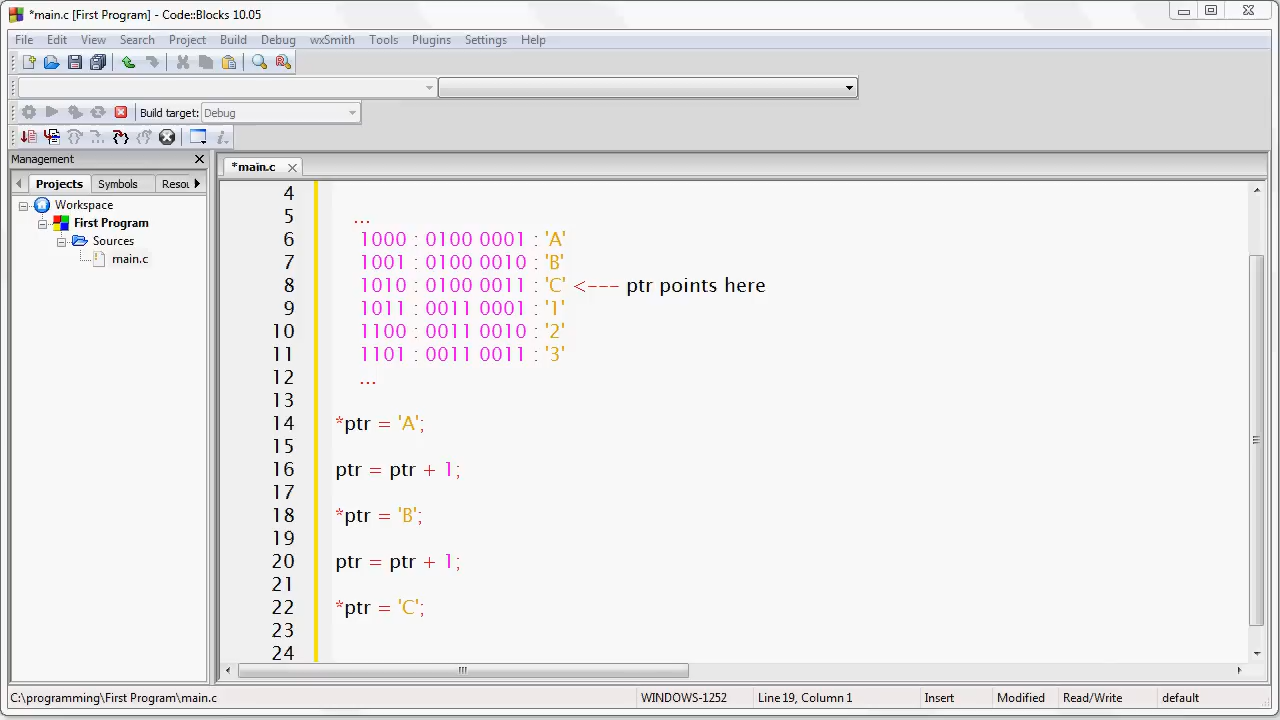 *main.c [First Program] - Code::Blocks 10.05
File Edit View Search Project Build Debug wxSmith Tools Plugins Settings Help
Build target: Debug
Management
*main.c
Projects Symbols Resou
Workspace
First Program
Sources
main.c
4
5 ...
6 1000 : 0100 0001 : 'A'
7 1001 : 0100 0010 : 'B'
8 1010 : 0100 0011 : 'C' <--- ptr points here
9 1011 : 0011 0001 : '1'
10 1100 : 0011 0010 : '2'
11 1101 : 0011 0011 : '3'
12 ...
13
14 *ptr = 'A';
15
16 ptr = ptr + 1;
17
18 *ptr = 'B';
19
20 ptr = ptr + 1;
21
22 *ptr = 'C';
23
24
C:\programming\First Program\main.c WINDOWS-1252 Line 19, Column 1 Insert Modified Read/Write default